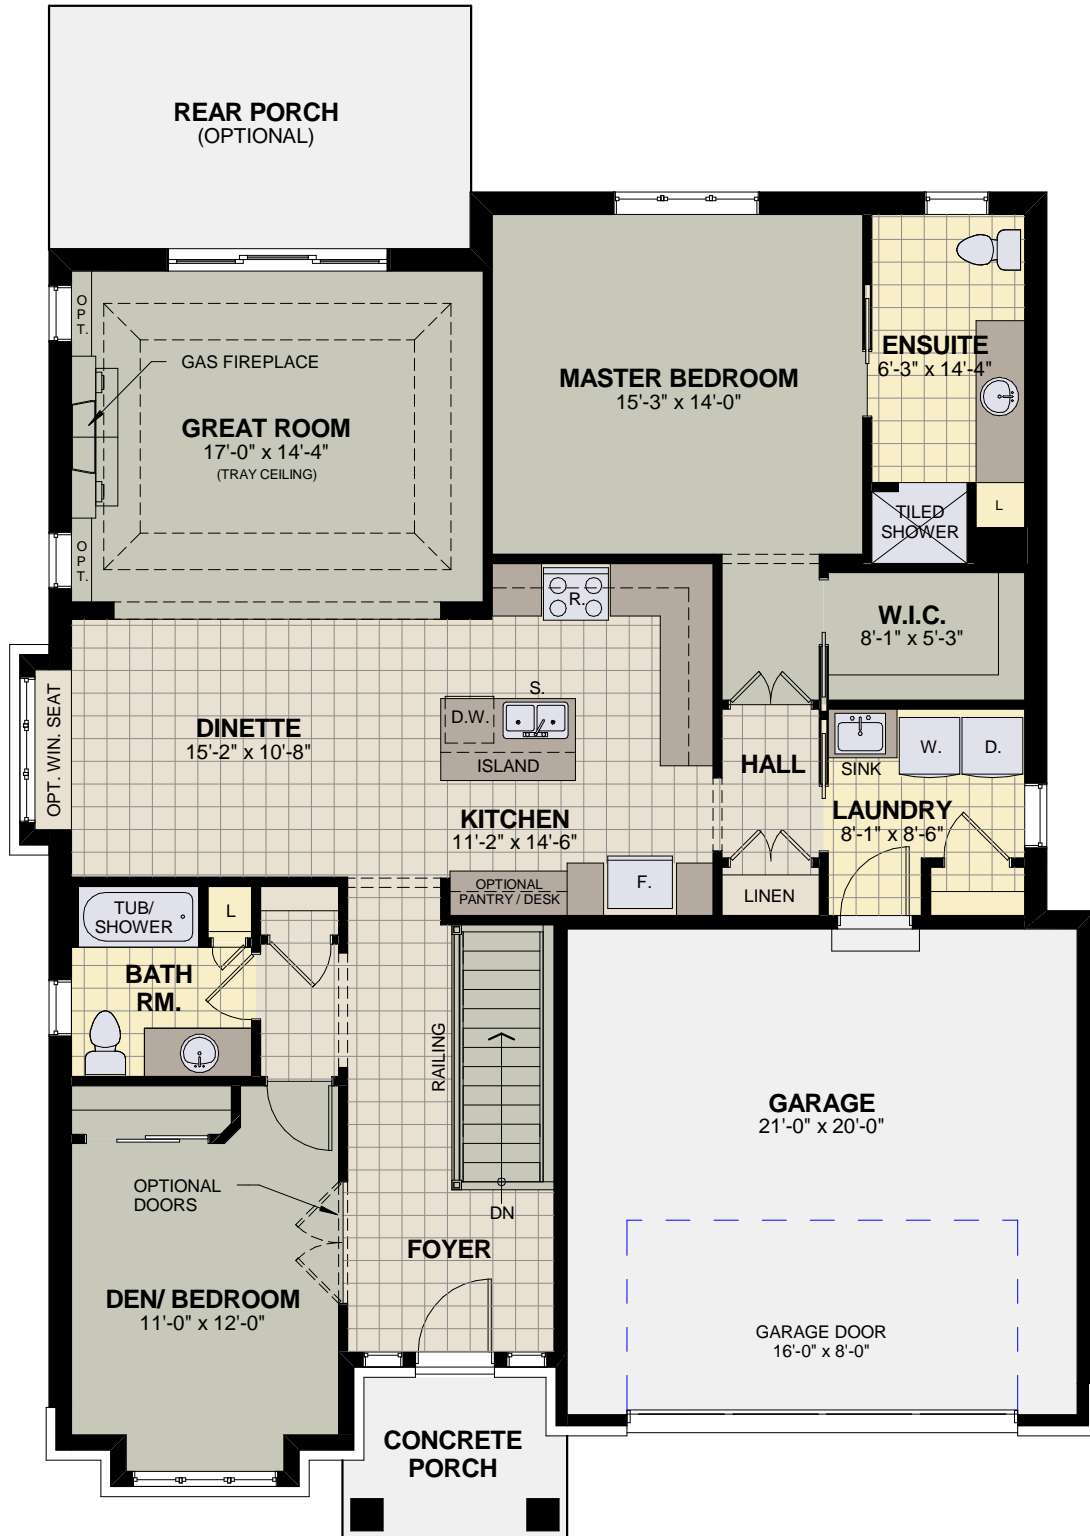 REAR PORCH
(OPTIONAL)
OPT.
GAS FIREPLACE
GREAT ROOM
17'-0" x 14'-4"
(TRAY CEILING)
OPT.
MASTER BEDROOM
15'-3" x 14'-0"
ENSUITE
6'-3" x 14'-4"
TILED
SHOWER
L
R.
W.I.C.
8'-1" x 5'-3"
OPT. WIN. SEAT
DINETTE
15'-2" x 10'-8"
S.
D.W.
ISLAND
KITCHEN
11'-2" x 14'-6"
HALL
SINK
W.
D.
LAUNDRY
8'-1" x 8'-6"
OPTIONAL
PANTRY / DESK
F.
LINEN
TUB/
SHOWER
L
BATH
RM.
RAILING
DN
GARAGE
21'-0" x 20'-0"
OPTIONAL
DOORS
FOYER
DEN/ BEDROOM
11'-0" x 12'-0"
GARAGE DOOR
16'-0" x 8'-0"
CONCRETE
PORCH